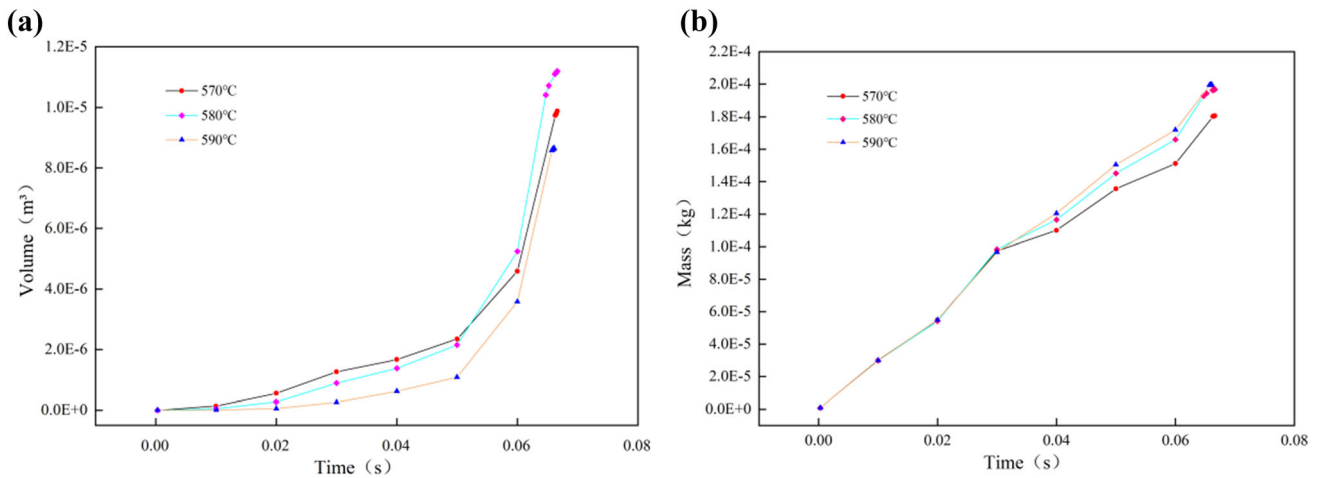 (a)
1.2E-5
1.0E-5
8.0E-6
6.0E-6
4.0E-6
2.0E-6
0.0E+0
Volume（m³）
570℃
580℃
590℃
0.00
0.02
0.04
0.06
0.08
Time（s）
(b)
2.2E-4
2.0E-4
1.8E-4
1.6E-4
1.4E-4
1.2E-4
1.0E-4
8.0E-5
6.0E-5
4.0E-5
2.0E-5
0.0E+0
Mass（kg）
570℃
580℃
590℃
0.00
0.02
0.04
0.06
0.08
Time（s）